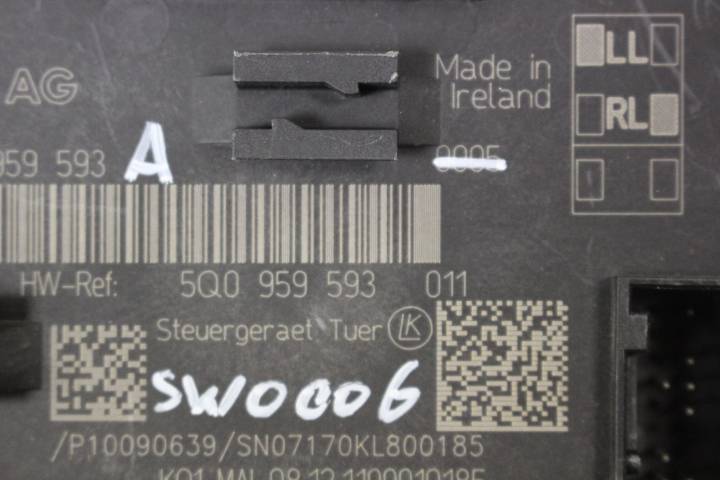 AG
Made in
Ireland
LL
RL
959 593 A
0005
HW-Ref: 5Q0 959 593 011
Steuergeraet Tuer LK
SW0006
/P10090639/SN07170KL800185